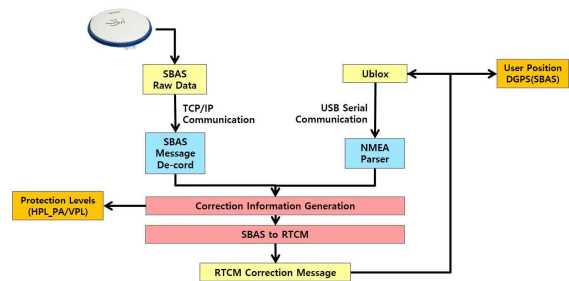 SBAS
Raw Data
Ublox
User Position
DGPS(SBAS)
TCP/IP
Communication
USB Serial
Communication
SBAS
Message
De-cord
NMEA
Parser
Protection Levels
(HPL_PA/VPL)
Correction Information Generation
SBAS to RTCM
RTCM Correction Message